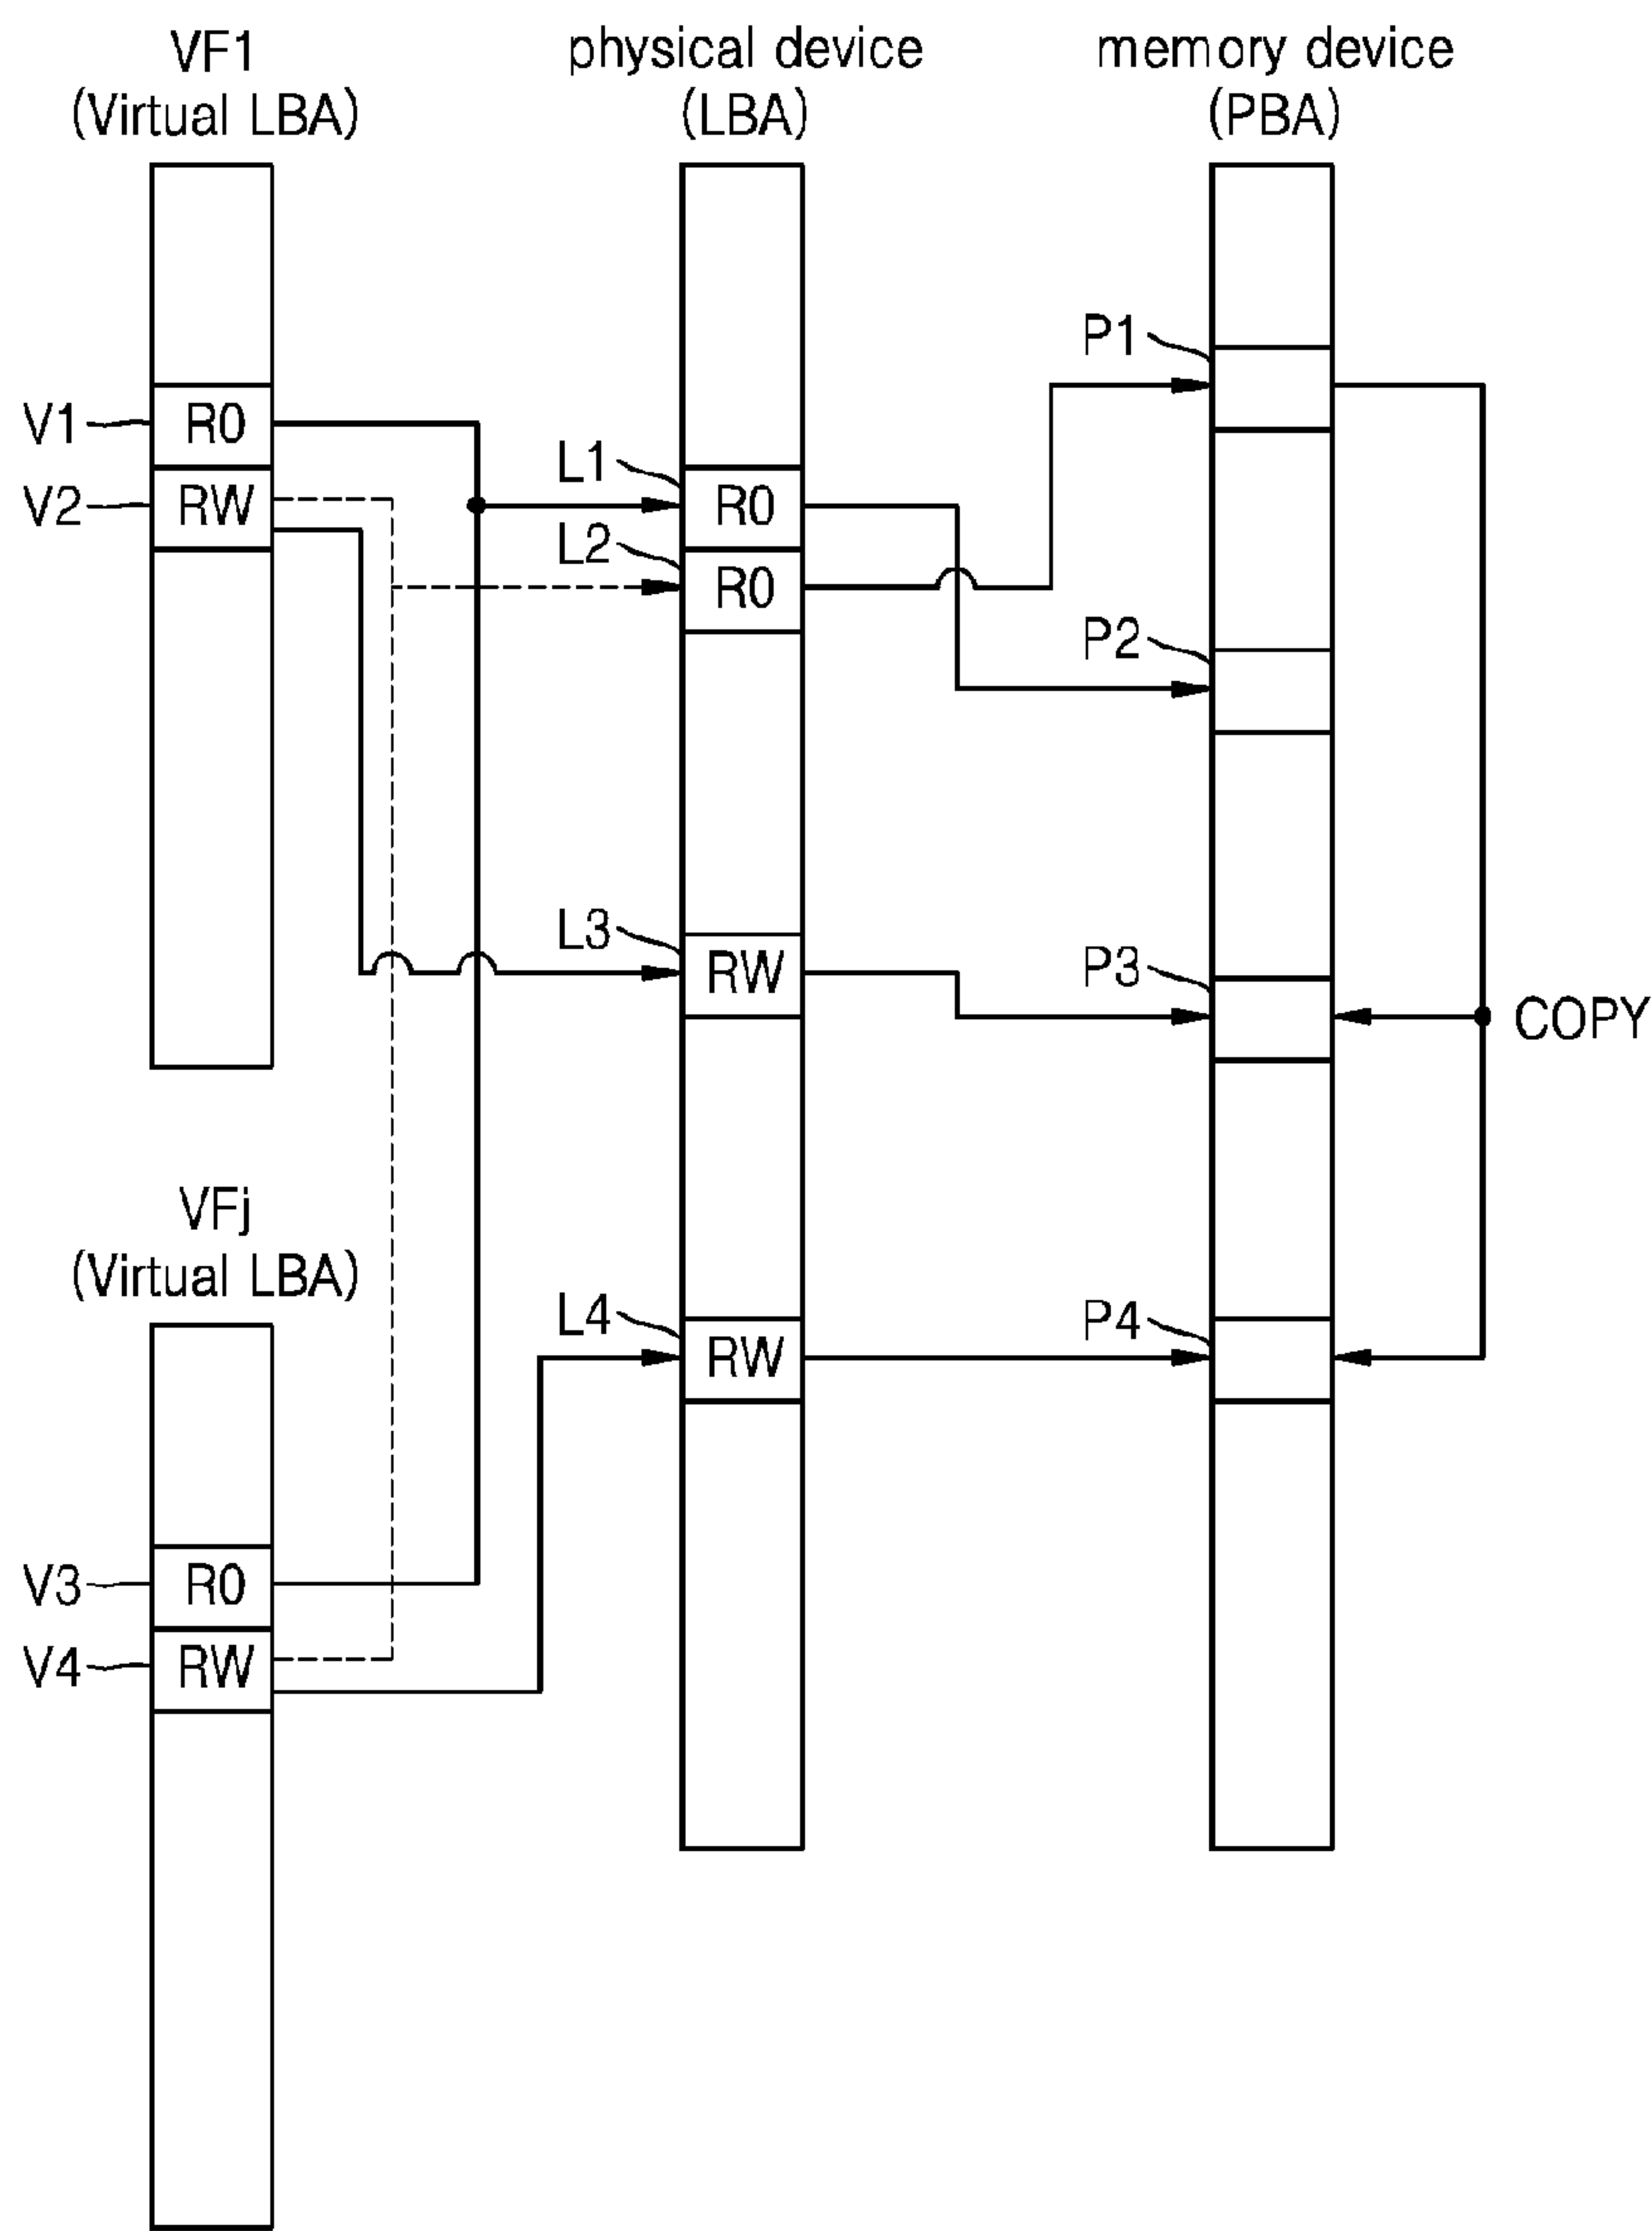 VF1
(Virtual LBA)
physical device
(LBA)
memory device
(PBA)
P1
V1
R0
L1
V2
RW
R0
L2
R0
P2
L3
RW
P3
COPY
VFj
(Virtual LBA)
L4
RW
P4
V3
R0
V4
RW